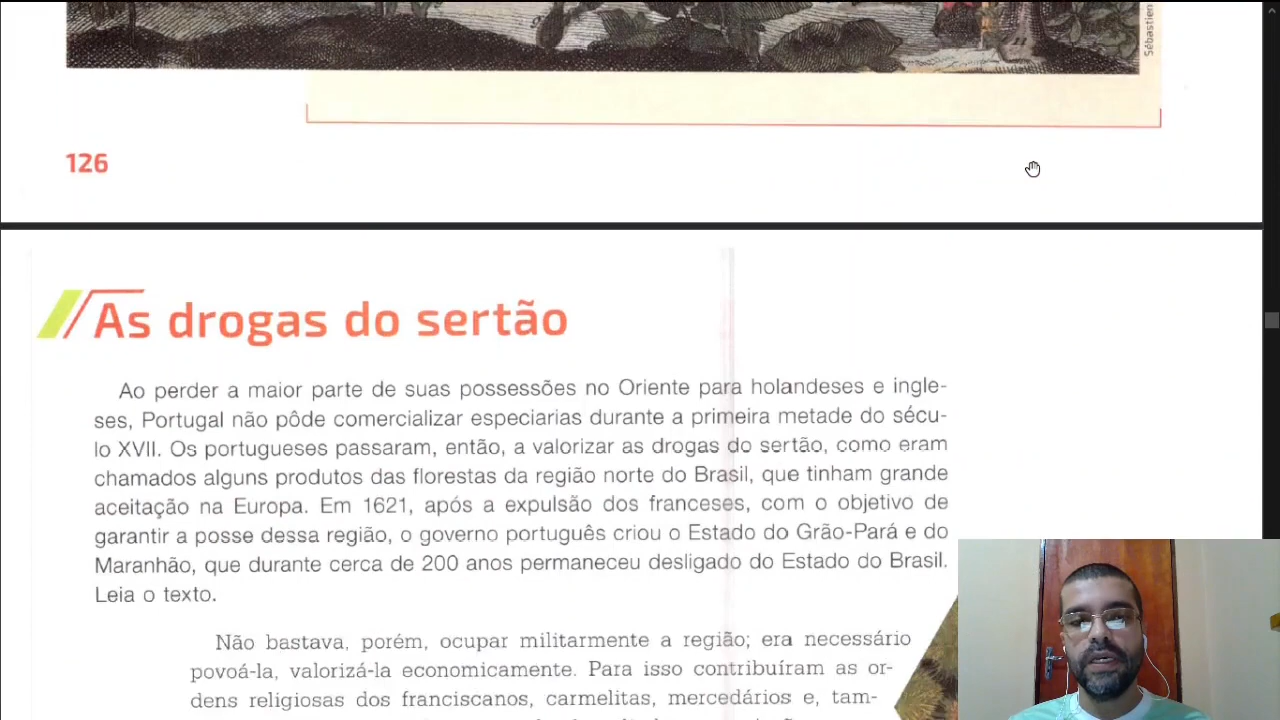 Sébastien
126
As drogas do sertão
Ao perder a maior parte de suas possessões no Oriente para holandeses e ingle-
ses, Portugal não pôde comercializar especiarias durante a primeira metade do sécu-
lo XVII. Os portugueses passaram, então, a valorizar as drogas do sertão, como eram
chamados alguns produtos das florestas da região norte do Brasil, que tinham grande
aceitação na Europa. Em 1621, após a expulsão dos franceses, com o objetivo de
garantir a posse dessa região, o governo português criou o Estado do Grão-Pará e do
Maranhão, que durante cerca de 200 anos permaneceu desligado do Estado do Brasil.
Leia o texto.
Não bastava, porém, ocupar militarmente a região; era necessário
povoá-la, valorizá-la economicamente. Para isso contribuíram as or-
dens religiosas dos franciscanos, carmelitas, mercedários e, tam-